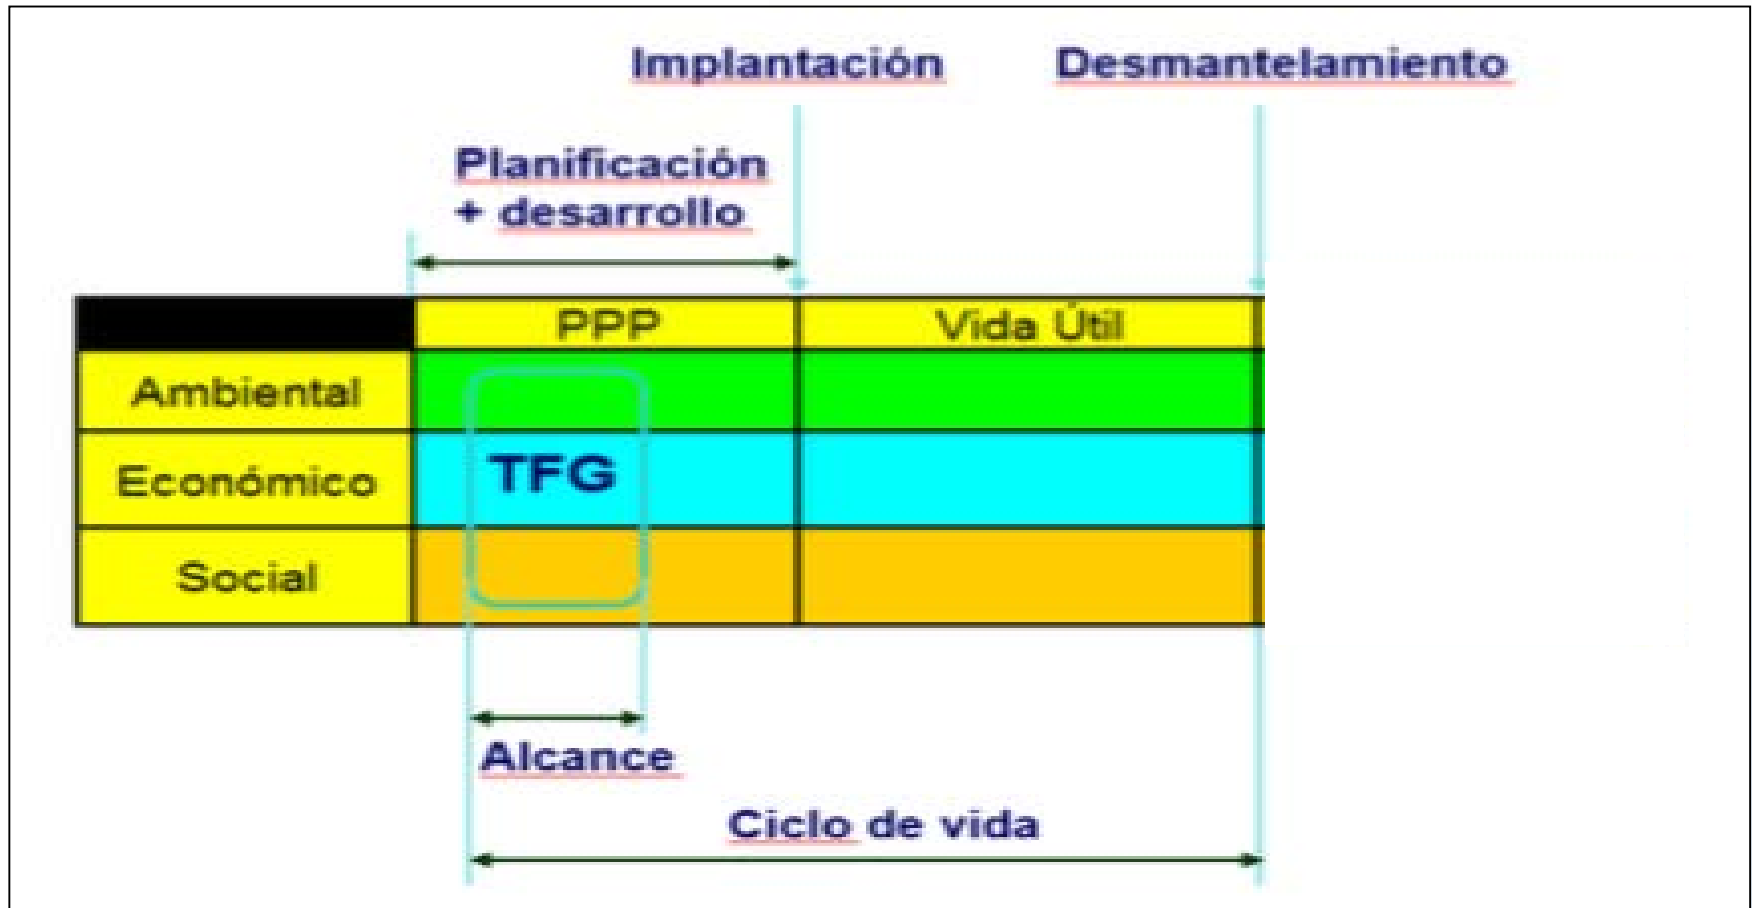 Implantación
Desmantelamiento
Planificación
+ desarrollo
PPP
Vida Útil
Ambiental
Económico
TFG
Social
Alcance
Ciclo de vida